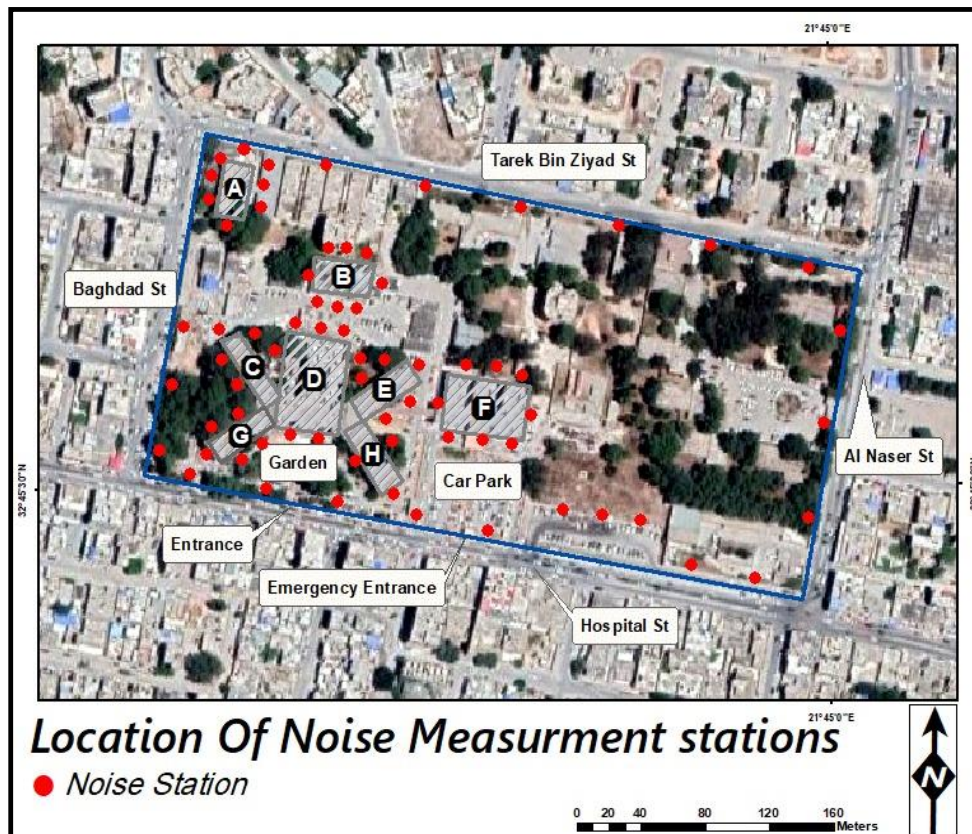 21°45'0"E
Tarek Bin Ziyad St
A
B
Baghdad St
C
D
E
F
G
H
Garden
Car Park
Al Naser St
32°45'30"N
Entrance
Emergency Entrance
Hospital St
21°45'0"E
Location Of Noise Measurment stations
Noise Station
N
0 20 40 80 120 160
Meters